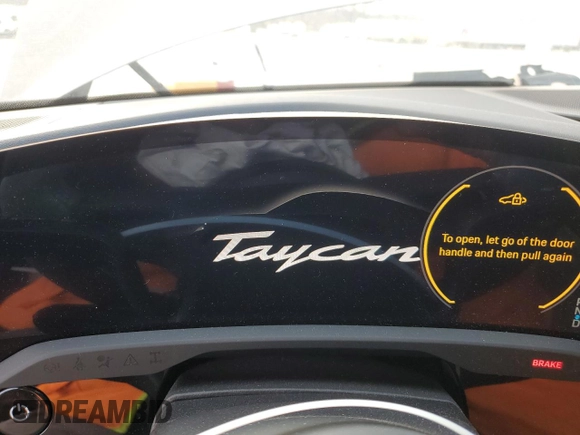 Taycan
To open, let go of the door
handle and then pull again
N
D
BRAKE
DREAMBID